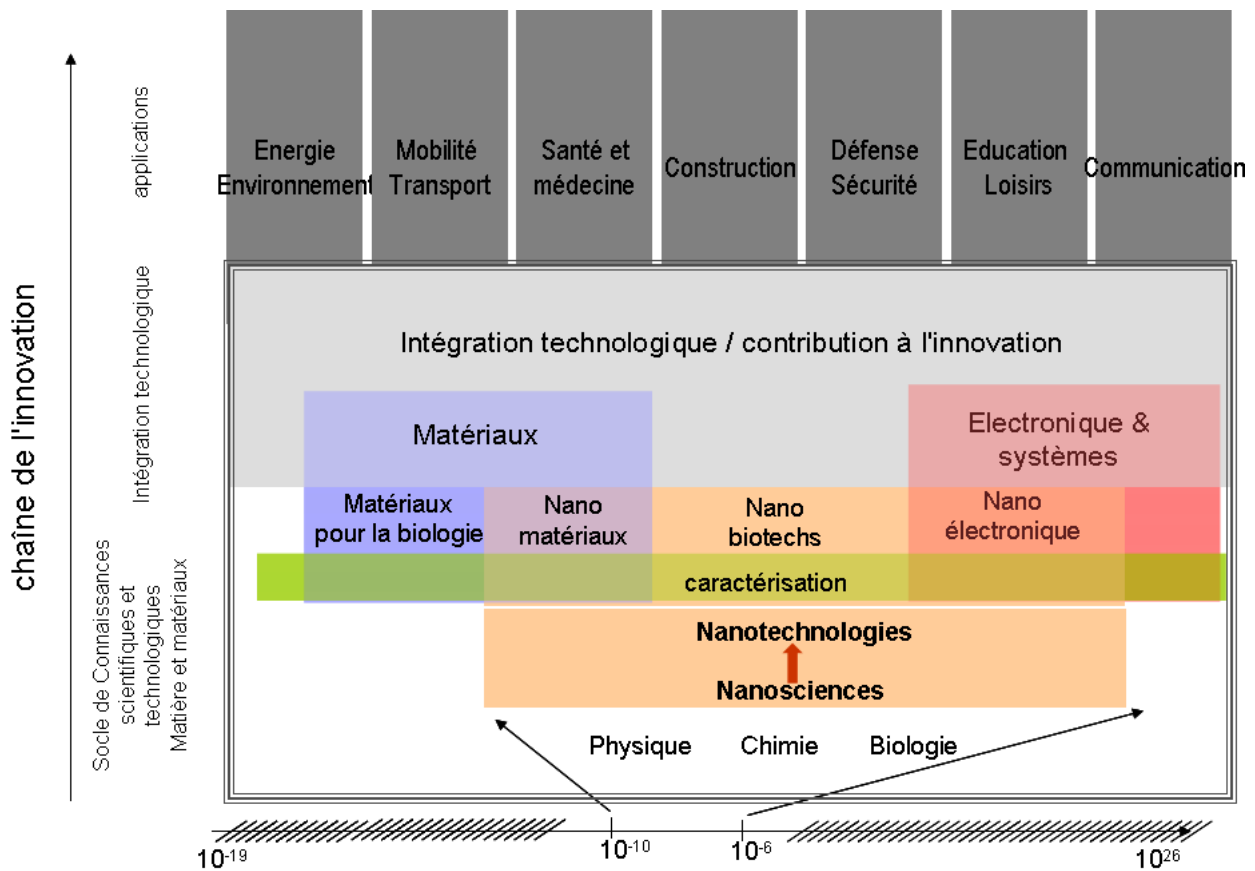 applications
Energie
Environnement
Mobilité
Transport
Santé et
médecine
Construction
Défense
Sécurité
Education
Loisirs
Communication
chaîne de l'innovation
Intégration technologique
Intégration technologique / contribution à l'innovation
Matériaux
Electronique &
systèmes
Matériaux
pour la biologie
Nano
matériaux
Nano
biotechs
Nano
électronique
caractérisation
Socle de Connaissances
scientifiques et
technologiques
Matière et matériaux
Nanotechnologies
Nanosciences
Physique Chimie Biologie
10⁻¹⁹ 10⁻¹⁰ 10⁻⁶ 10²⁶